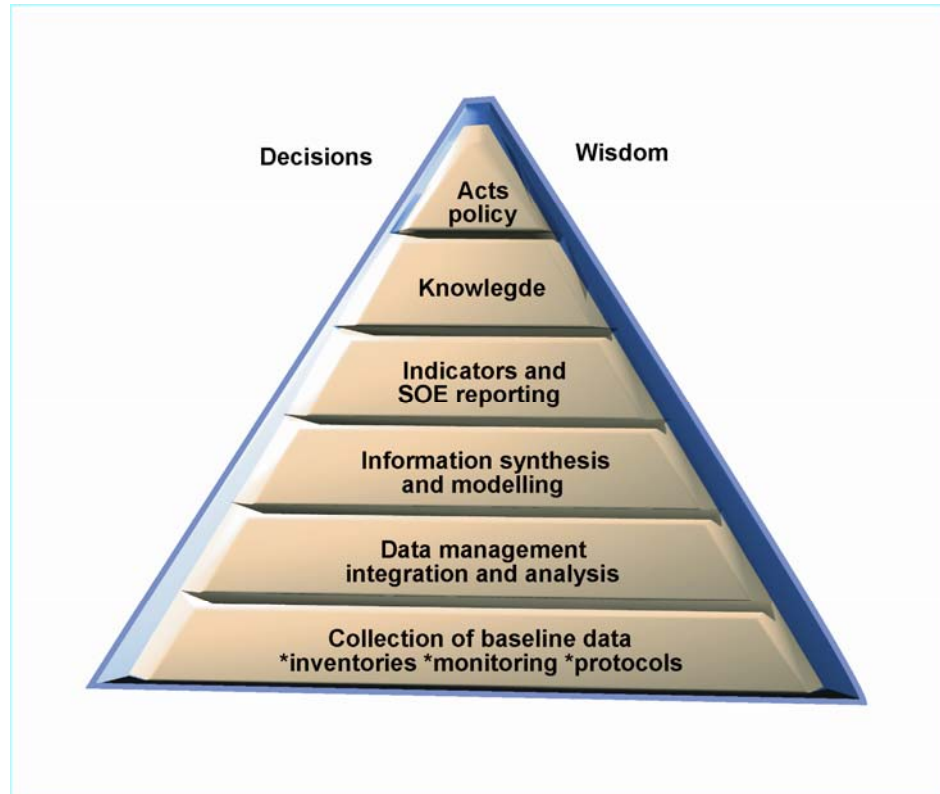 Decisions
Wisdom
Acts
policy
Knowlegde
Indicators and
SOE reporting
Information synthesis
and modelling
Data management
integration and analysis
Collection of baseline data
*inventories *monitoring *protocols